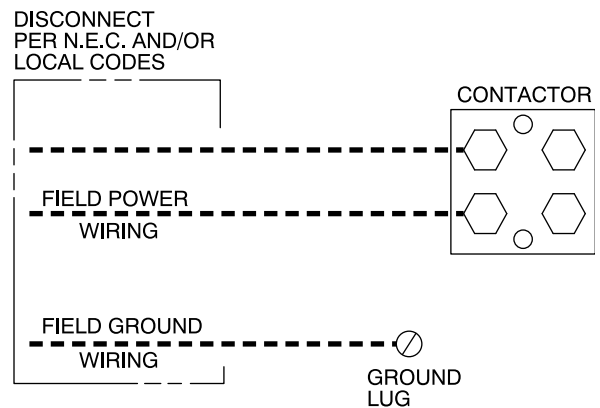 DISCONNECT
PER N.E.C. AND/OR
LOCAL CODES
CONTACTOR
FIELD POWER
WIRING
FIELD GROUND
WIRING
GROUND
LUG